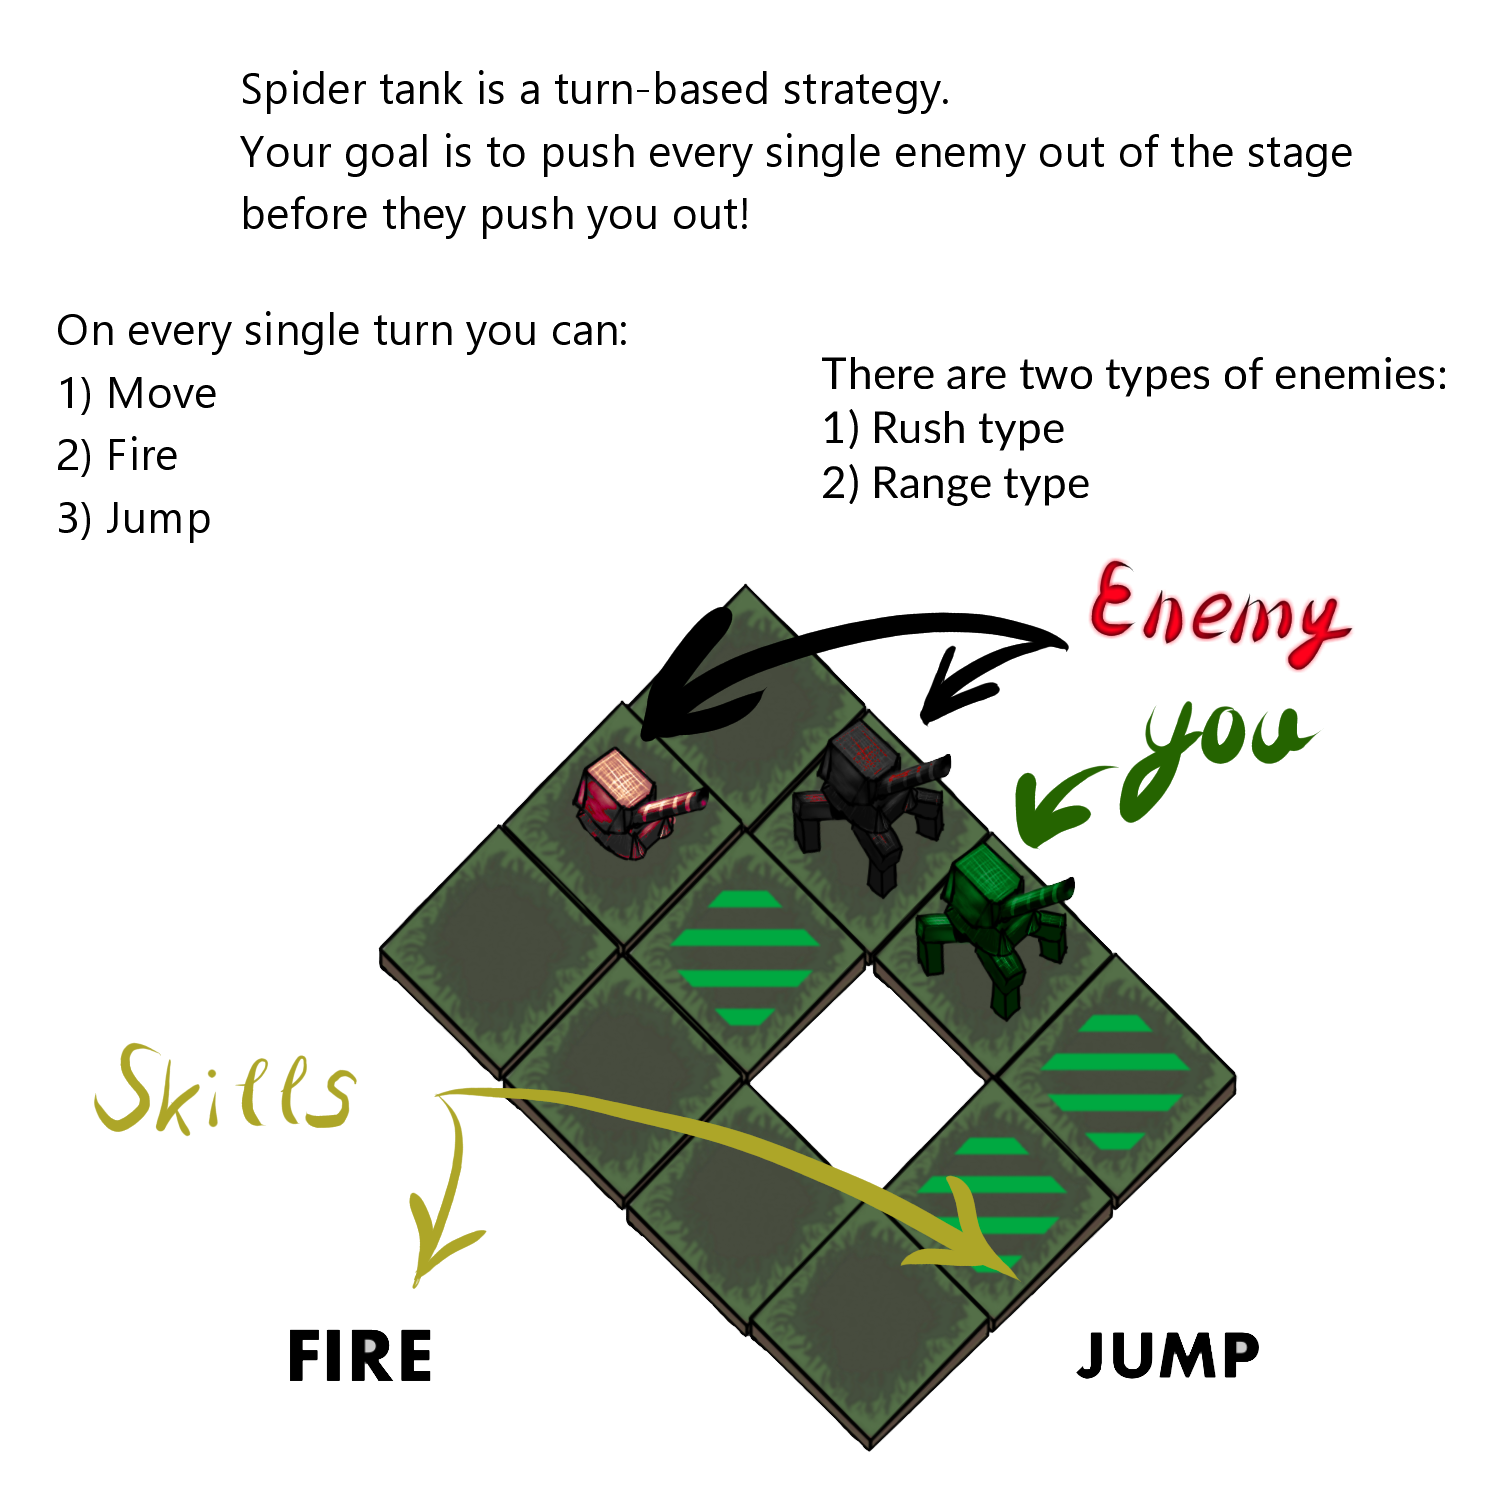 Spider tank is a turn-based strategy.
Your goal is to push every single enemy out of the stage
before they push you out!
On every single turn you can:
1) Move
2) Fire
3) Jump
There are two types of enemies:
1) Rush type
2) Range type
Enemy
you
Skills
FIRE
JUMP